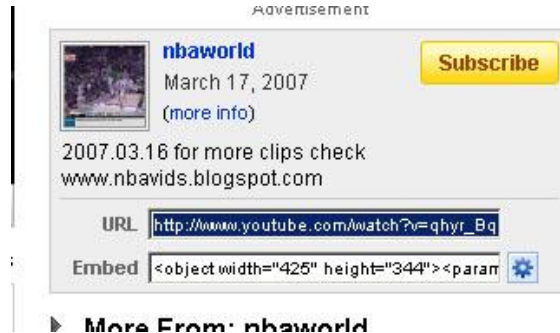 Advertisement
nbaworld
Subscribe
March 17, 2007
(more info)
2007.03.16 for more clips check
www.nbavids.blogspot.com
URL http://www.youtube.com/watch?v=qhyr_Bq
Embed <object width="425" height="344"><param
More From: nbaworld